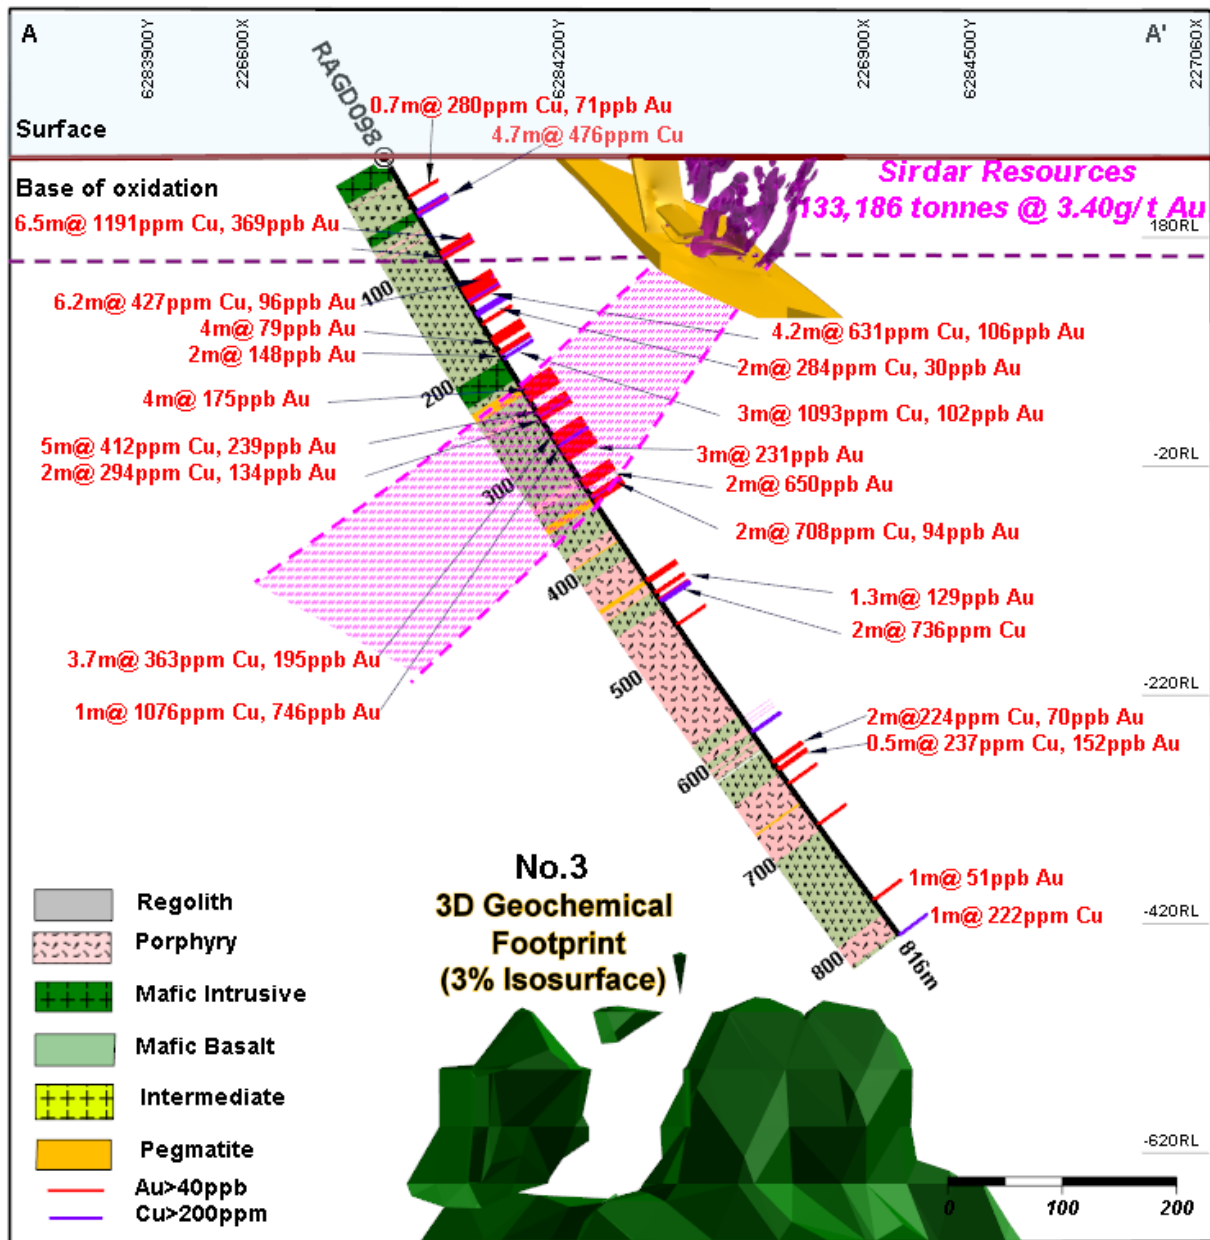 A
6283900Y
226600X
6284200Y
226900X
6284500Y
A'
227060X
RAGD098
0.7m@ 280ppm Cu, 71ppb Au
4.7m@ 476ppm Cu
Surface
Base of oxidation
Sirdar Resources
133,186 tonnes @ 3.40g/t Au
6.5m@ 1191ppm Cu, 369ppb Au
180RL
100
6.2m@ 427ppm Cu, 96ppb Au
4m@ 79ppb Au
2m@ 148ppb Au
4.2m@ 631ppm Cu, 106ppb Au
2m@ 284ppm Cu, 30ppb Au
200
4m@ 175ppb Au
3m@ 1093ppm Cu, 102ppb Au
5m@ 412ppm Cu, 239ppb Au
2m@ 294ppm Cu, 134ppb Au
3m@ 231ppb Au
-20RL
300
2m@ 650ppb Au
2m@ 708ppm Cu, 94ppb Au
400
1.3m@ 129ppb Au
2m@ 736ppm Cu
3.7m@ 363ppm Cu, 195ppb Au
500
-220RL
1m@ 1076ppm Cu, 746ppb Au
2m@224ppm Cu, 70ppb Au
0.5m@ 237ppm Cu, 152ppb Au
600
700
1m@ 51ppb Au
1m@ 222ppm Cu
-420RL
800
816m
No.3
3D Geochemical
Footprint
(3% Isosurface)
Regolith
Porphyry
Mafic Intrusive
Mafic Basalt
Intermediate
Pegmatite
Au>40ppb
Cu>200ppm
-620RL
0
100
200